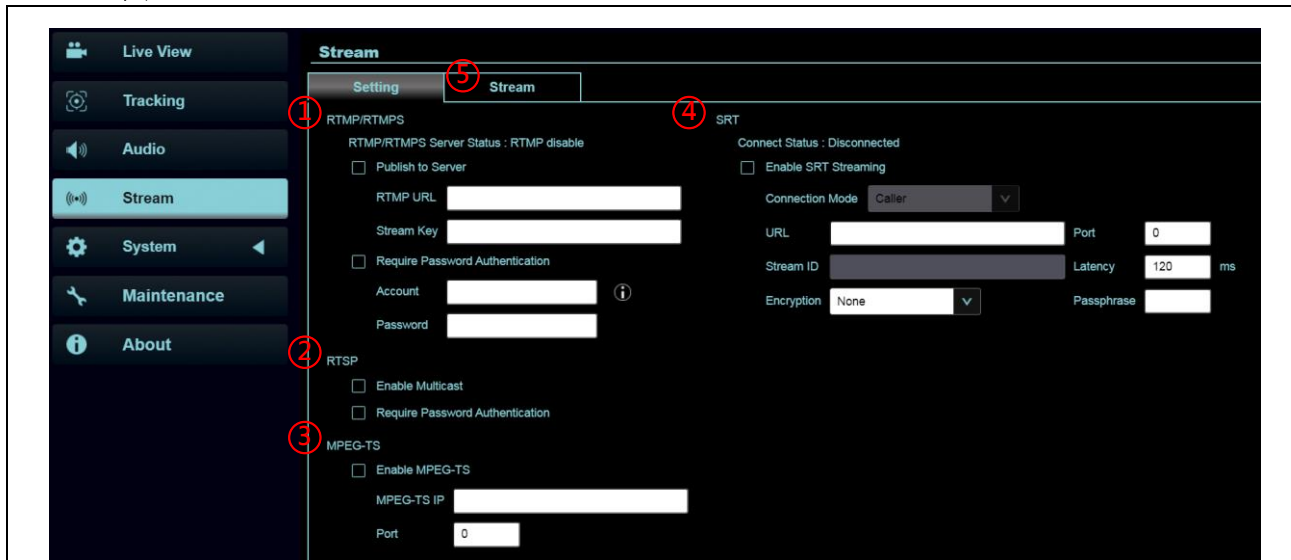 Live View
Tracking
Audio
Stream
System
Maintenance
About
Stream
Setting
⑤
Stream
①
RTMP/RTMPS
RTMP/RTMPS Server Status : RTMP disable
Publish to Server
RTMP URL
Stream Key
Require Password Authentication
Account
Password
②
RTSP
Enable Multicast
Require Password Authentication
③
MPEG-TS
Enable MPEG-TS
MPEG-TS IP
Port 0
④
SRT
Connect Status : Disconnected
Enable SRT Streaming
Connection Mode Caller
URL Port 0
Stream ID Latency 120 ms
Encryption None Passphrase